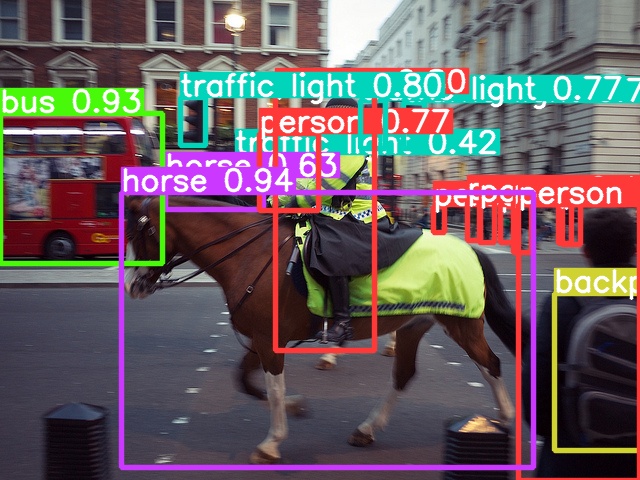 bus 0.93
traffic light 0.80
light 0.777
person 0.77
traffic light 0.42
horse 0.63
horse 0.94
person
backp